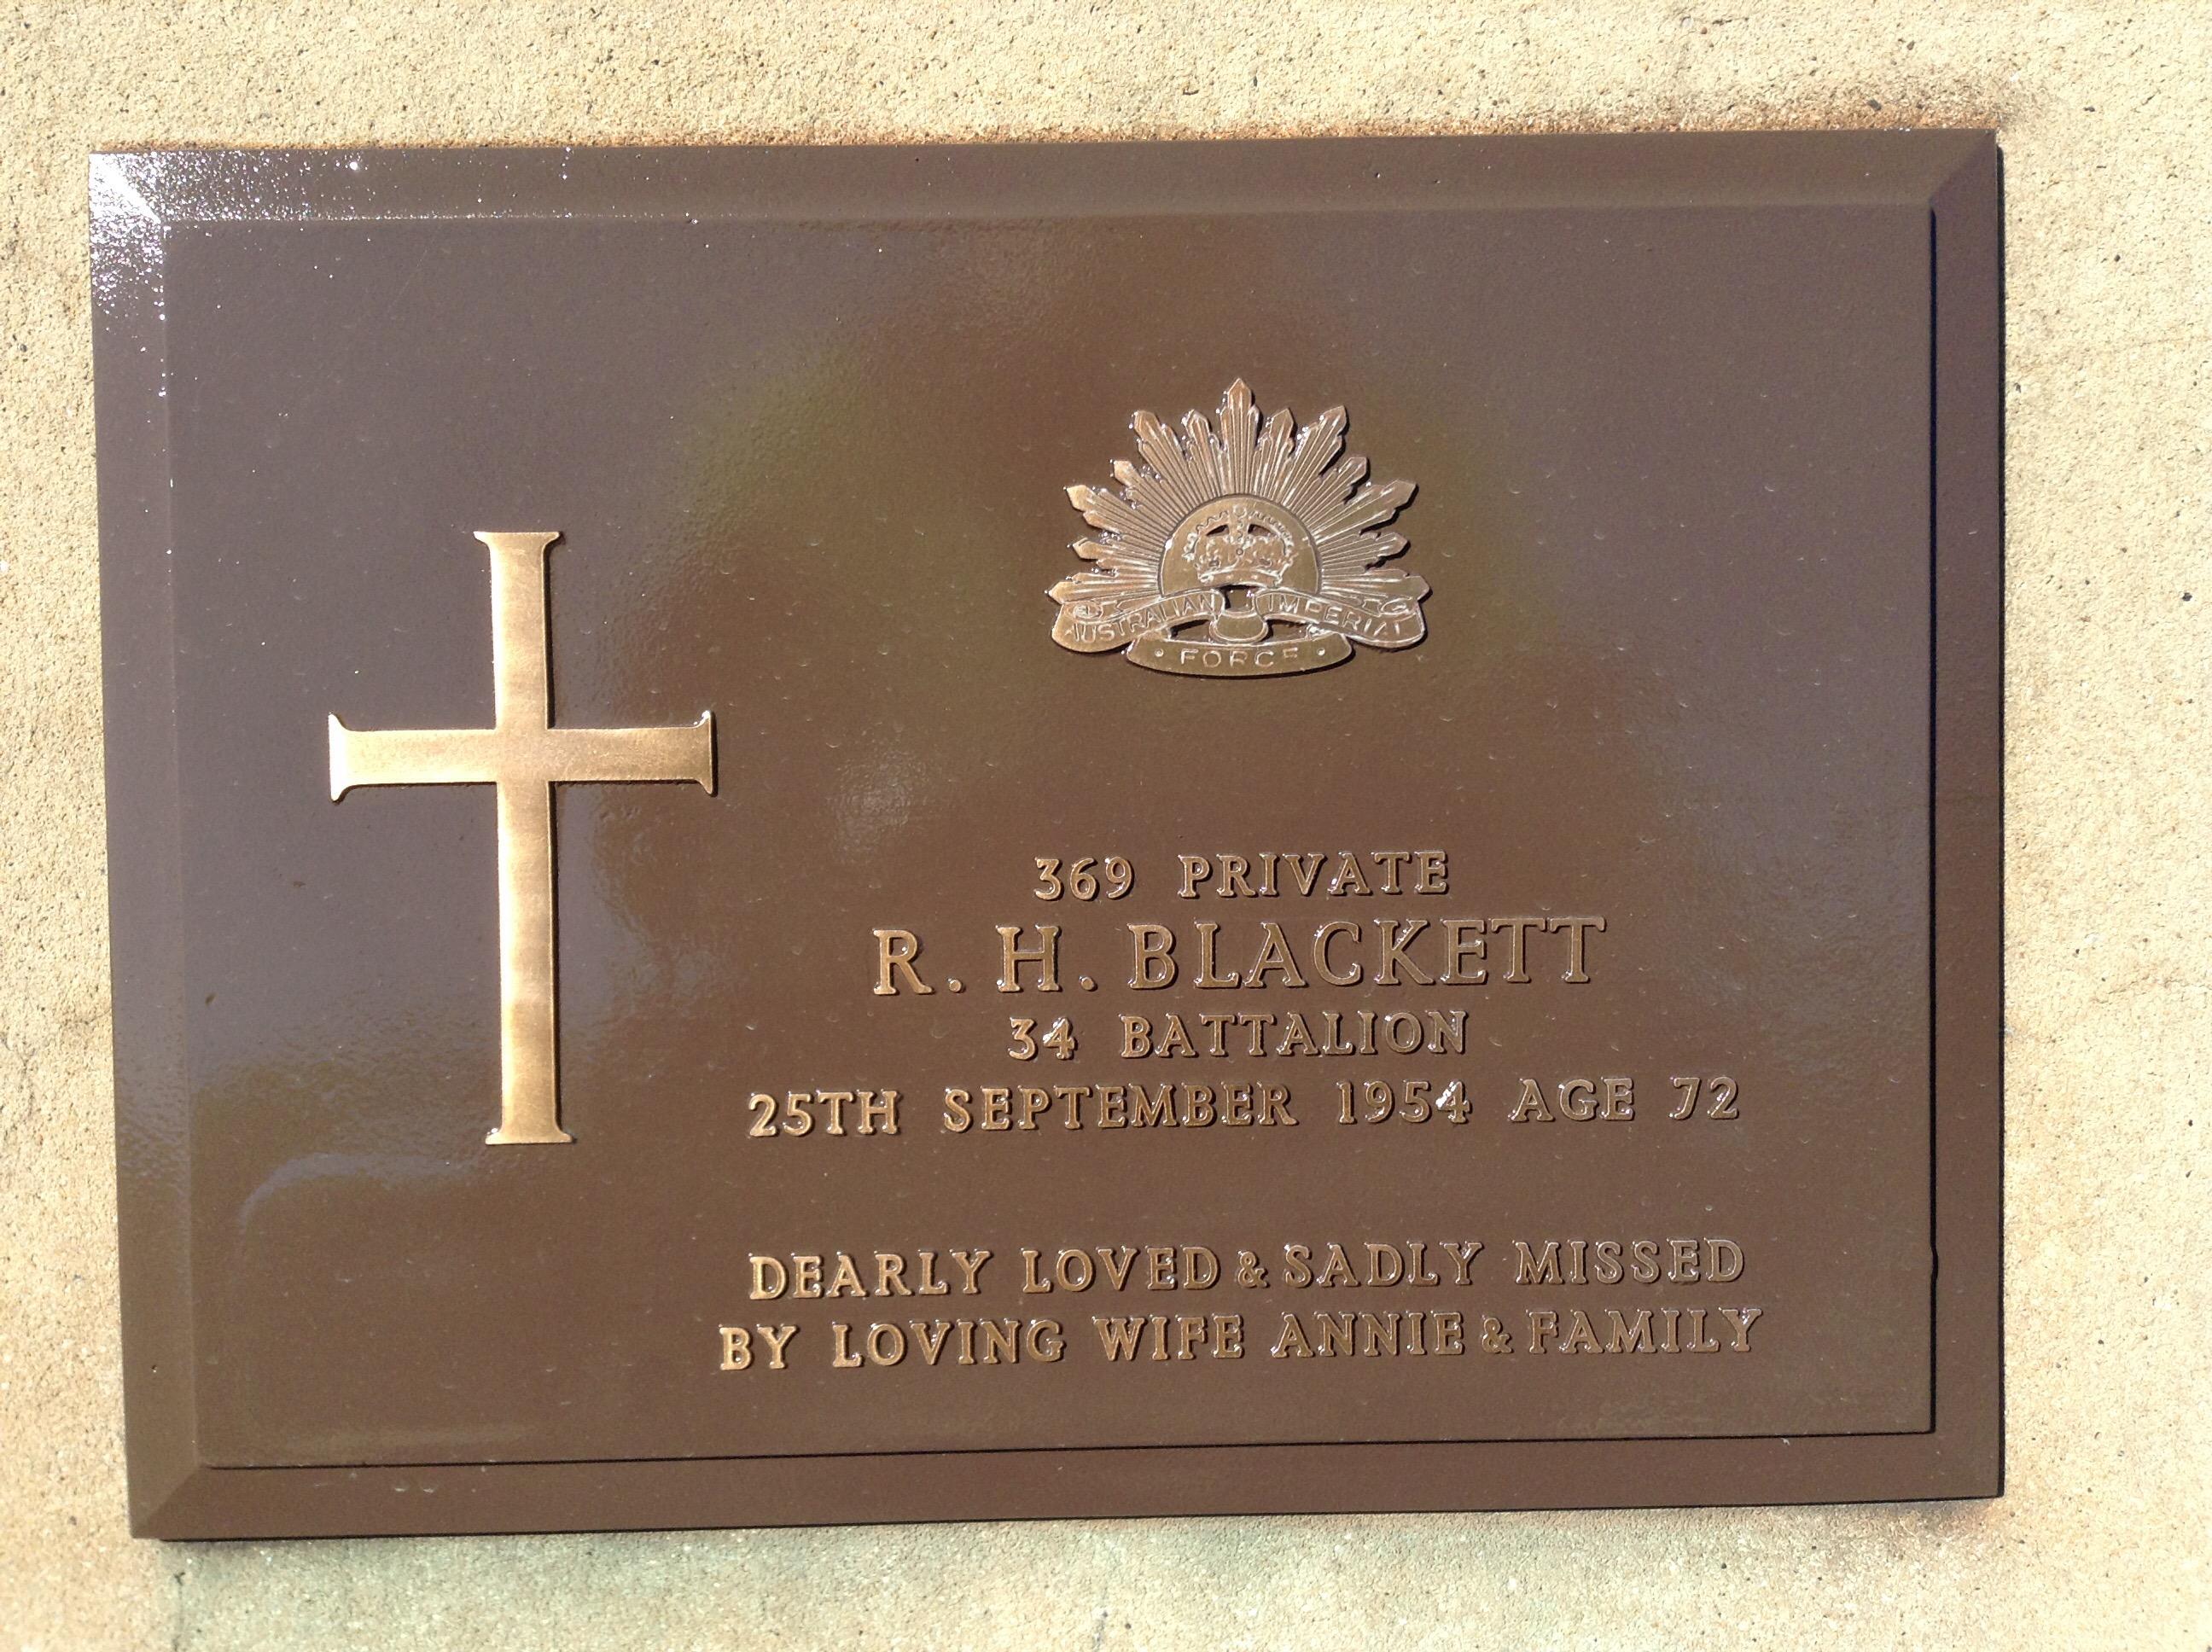 AUSTRALIAN IMPERIAL
FORCE
369 PRIVATE
R. H. BLACKETT
34 BATTALION
25TH SEPTEMBER 1954 AGE 72
DEARLY LOVED & SADLY MISSED
BY LOVING WIFE ANNIE & FAMILY